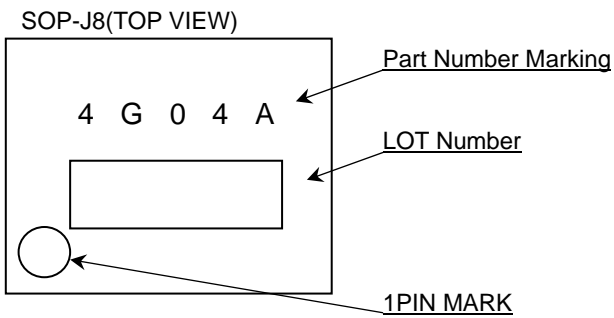 SOP-J8(TOP VIEW)
Part Number Marking
4 G 0 4 A
LOT Number
1PIN MARK